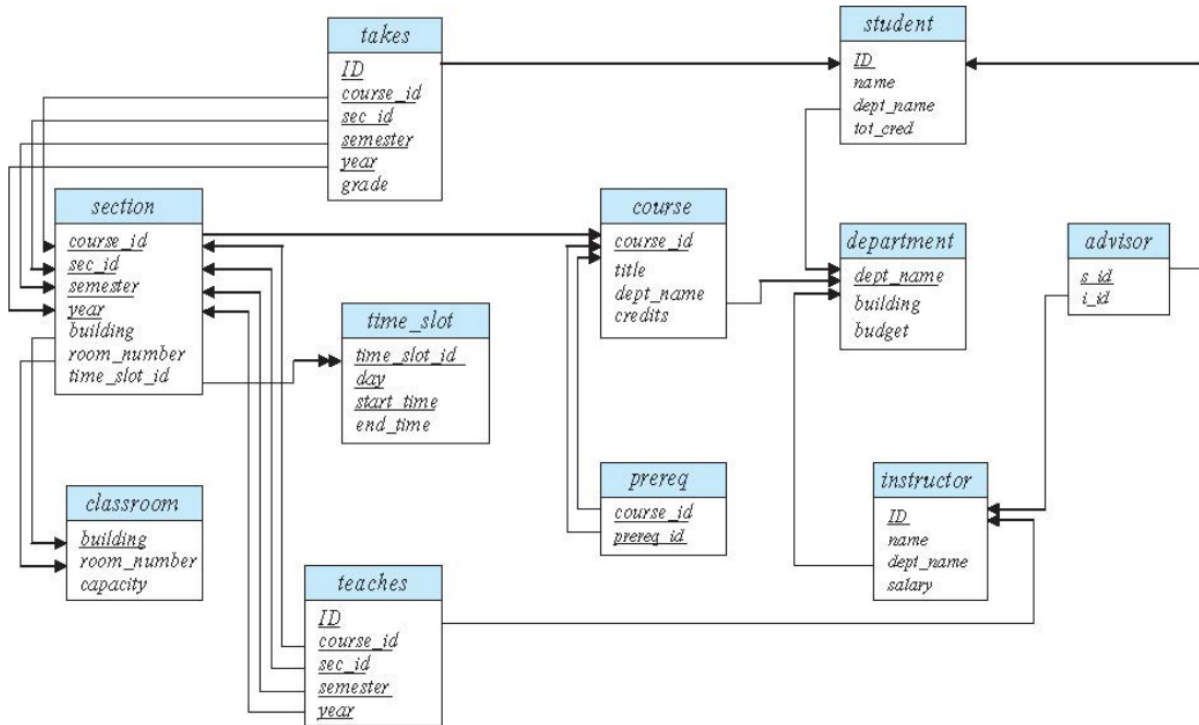 takes
ID
course_id
sec_id
semester
year
grade
student
ID
name
dept_name
tot_cred
section
course_id
sec_id
semester
year
building
room_number
time_slot_id
course
course_id
title
dept_name
credits
department
dept_name
building
budget
advisor
s_id
i_id
time_slot
time_slot_id
day
start_time
end_time
prereq
course_id
prereq_id
instructor
ID
name
dept_name
salary
classroom
building
room_number
capacity
teaches
ID
course_id
sec_id
semester
year